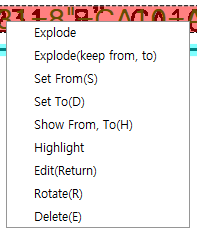 Explode
Explode(keep from, to)
Set From(S)
Set To(D)
Show From, To(H)
Highlight
Edit(Return)
Rotate(R)
Delete(E)